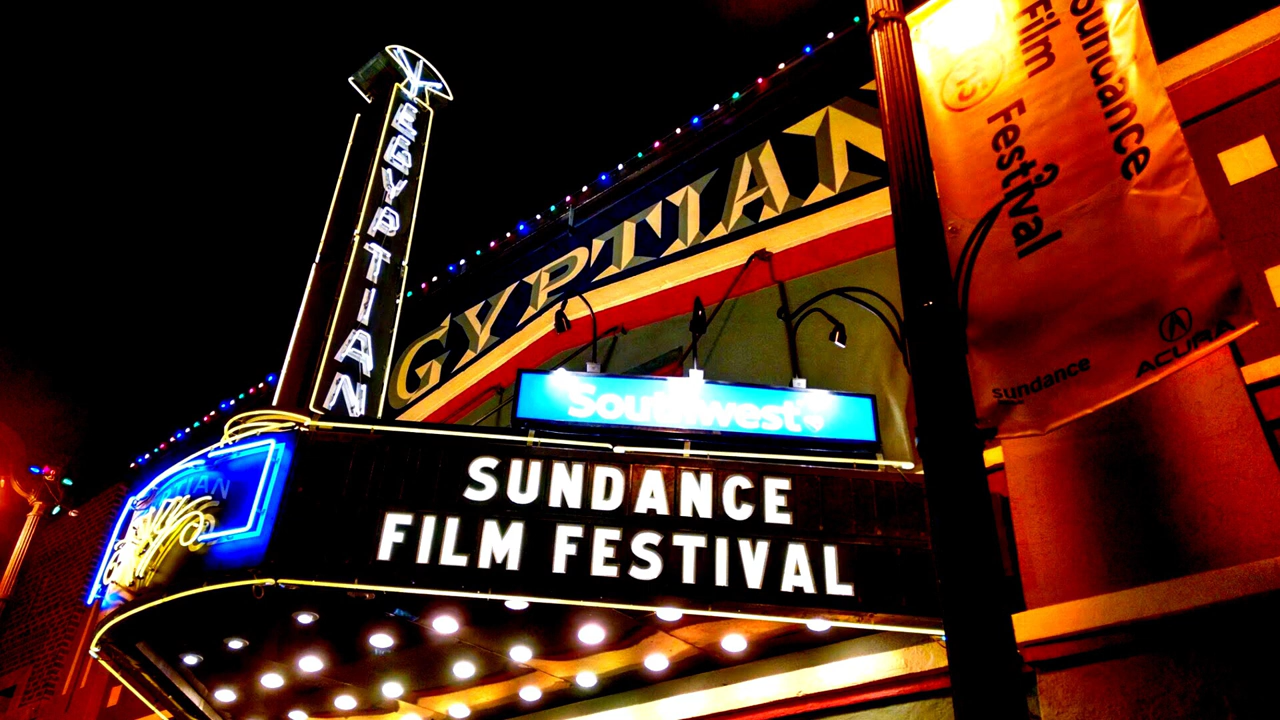 EGYPTIAN
GYPTIAN
Southwest
SUNDANCE
FILM FESTIVAL
Sundance
Film
Festival
sundance
ACURA